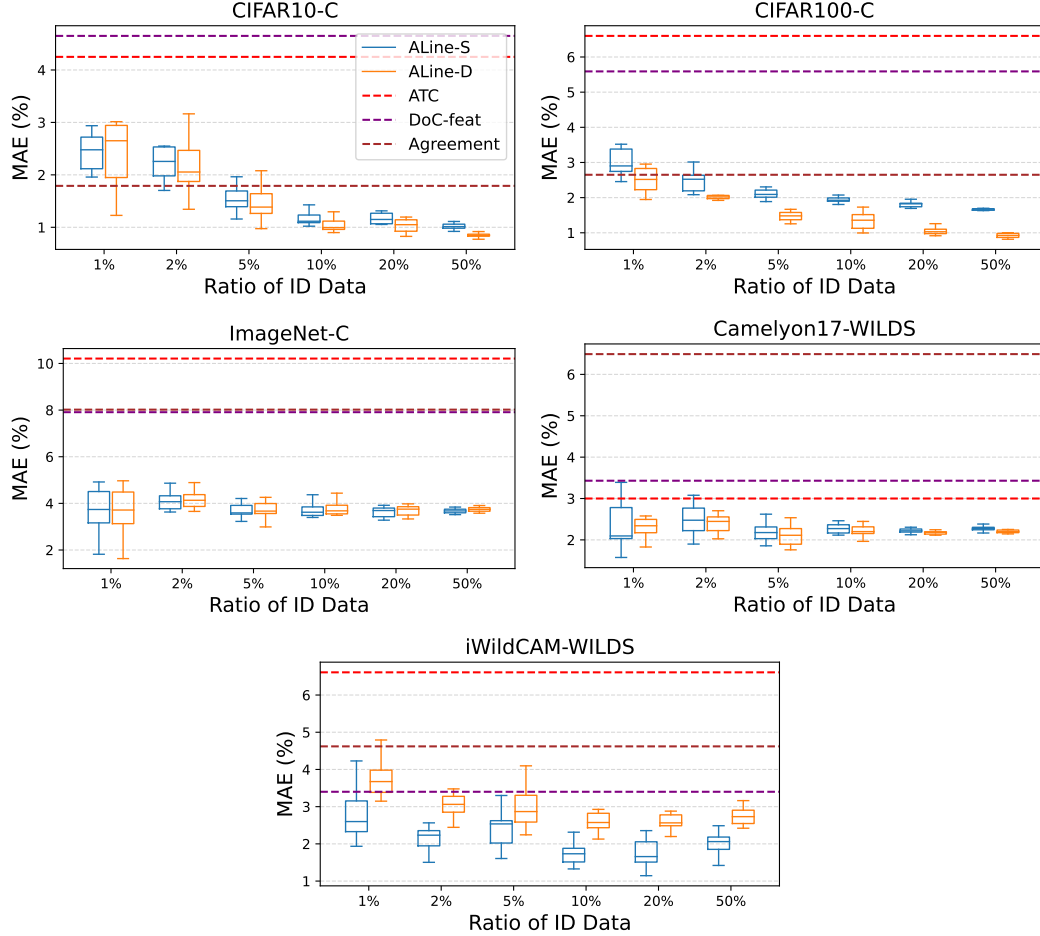 CIFAR10-C
MAE (%)
4
3
2
1
ALine-S
ALine-D
ATC
DoC-feat
Agreement
1% 2% 5% 10% 20% 50%
Ratio of ID Data
CIFAR100-C
MAE (%)
6
5
4
3
2
1
1% 2% 5% 10% 20% 50%
Ratio of ID Data
ImageNet-C
MAE (%)
10
8
6
4
2
1% 2% 5% 10% 20% 50%
Ratio of ID Data
Camelyon17-WILDS
MAE (%)
6
5
4
3
2
1% 2% 5% 10% 20% 50%
Ratio of ID Data
iWildCAM-WILDS
MAE (%)
6
5
4
3
2
1
1% 2% 5% 10% 20% 50%
Ratio of ID Data